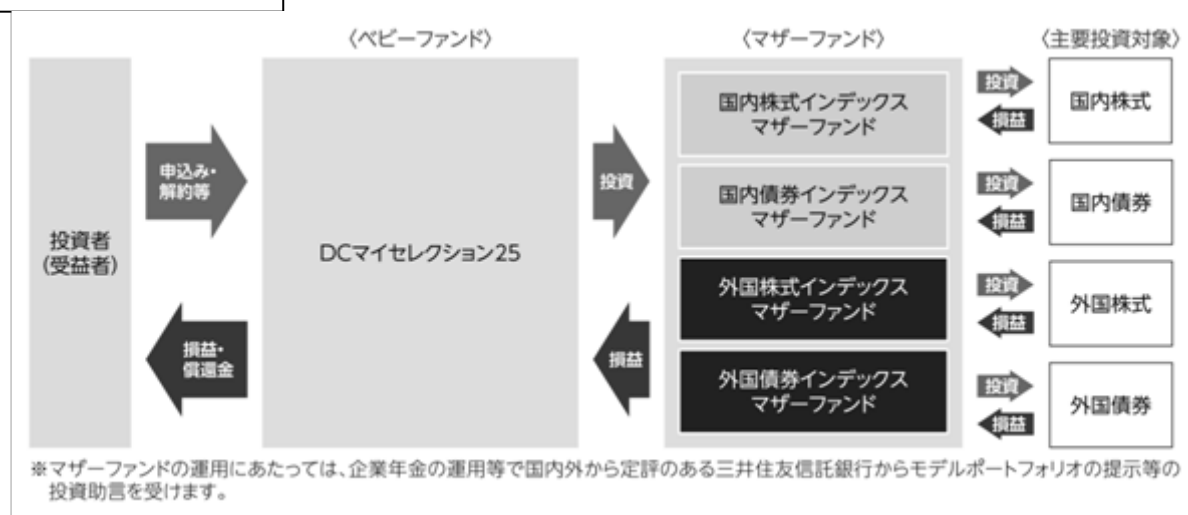 〈ベビーファンド〉
〈マザーファンド〉
〈主要投資対象〉
投資者
(受益者)
申込み・
解約等
損益・
償還金
DCマイセレクション25
投資
損益
国内株式インデックス
マザーファンド
投資
損益
国内株式
国内債券インデックス
マザーファンド
投資
損益
国内債券
外国株式インデックス
マザーファンド
投資
損益
外国株式
外国債券インデックス
マザーファンド
投資
損益
外国債券
※マザーファンドの運用にあたっては、企業年金の運用等で国内外から定評のある三井住友信託銀行からモデルポートフォリオの提示等の
投資助言を受けます。